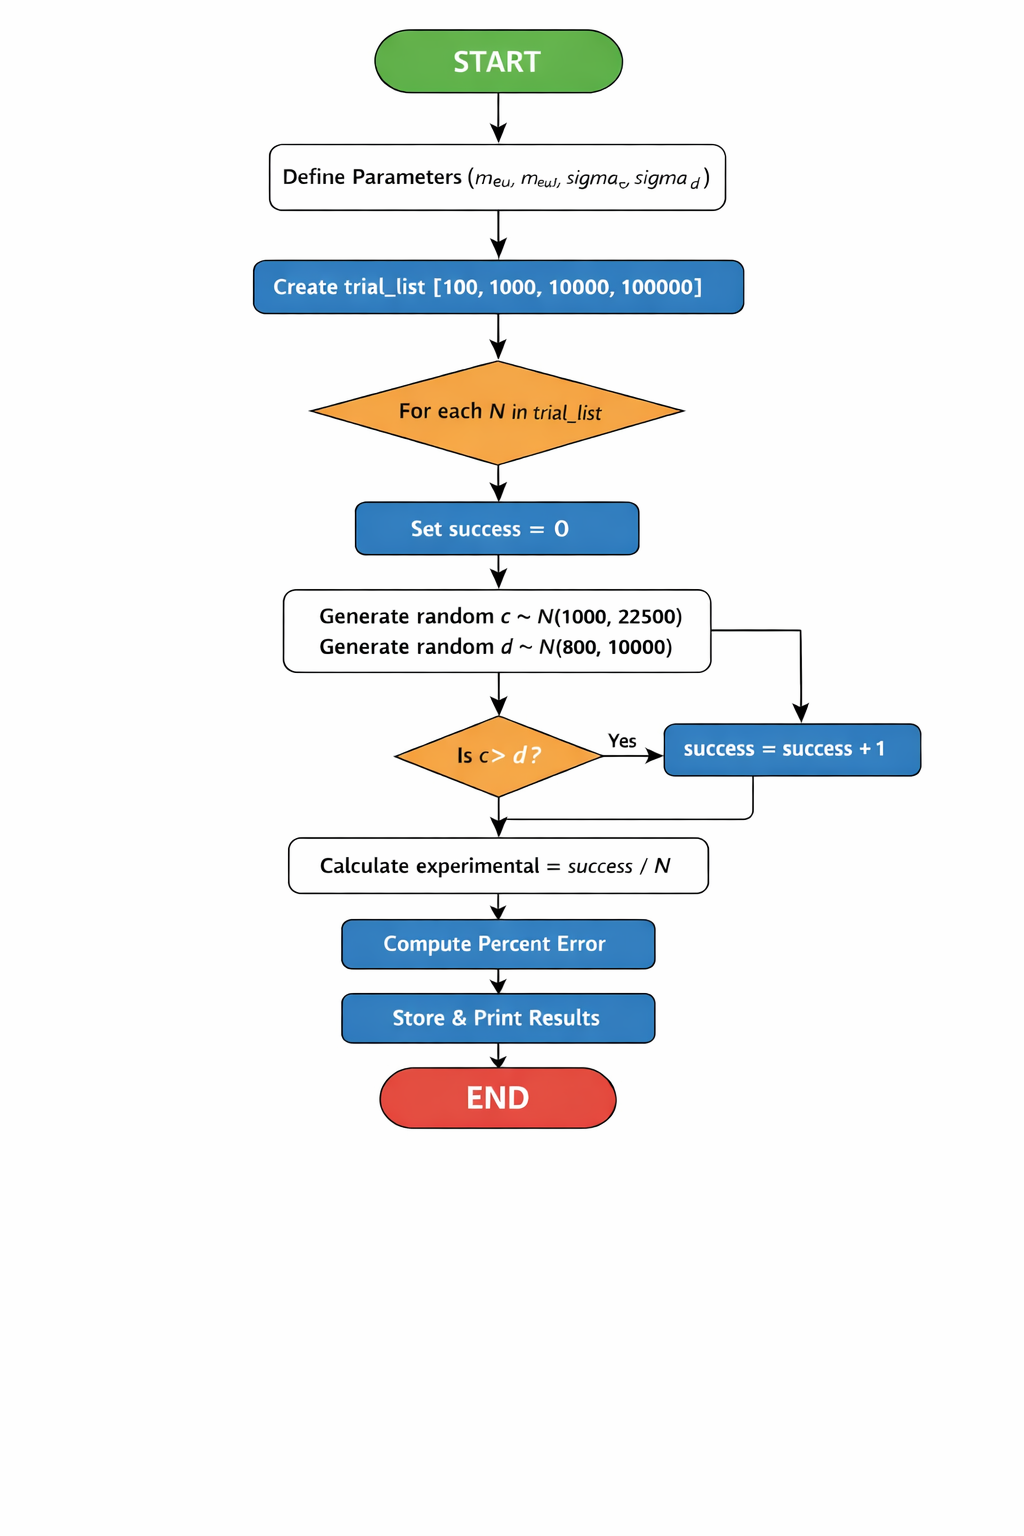 START
Define Parameters (m_eu, m_eul, sigma_c, sigma_d)
Create trial_list [100, 1000, 10000, 100000]
For each N in trial_list
Set success = 0
Generate random c ~ N(1000, 22500)
Generate random d ~ N(800, 10000)
Is c> d?
Yes
success = success + 1
Calculate experimental = success / N
Compute Percent Error
Store & Print Results
END